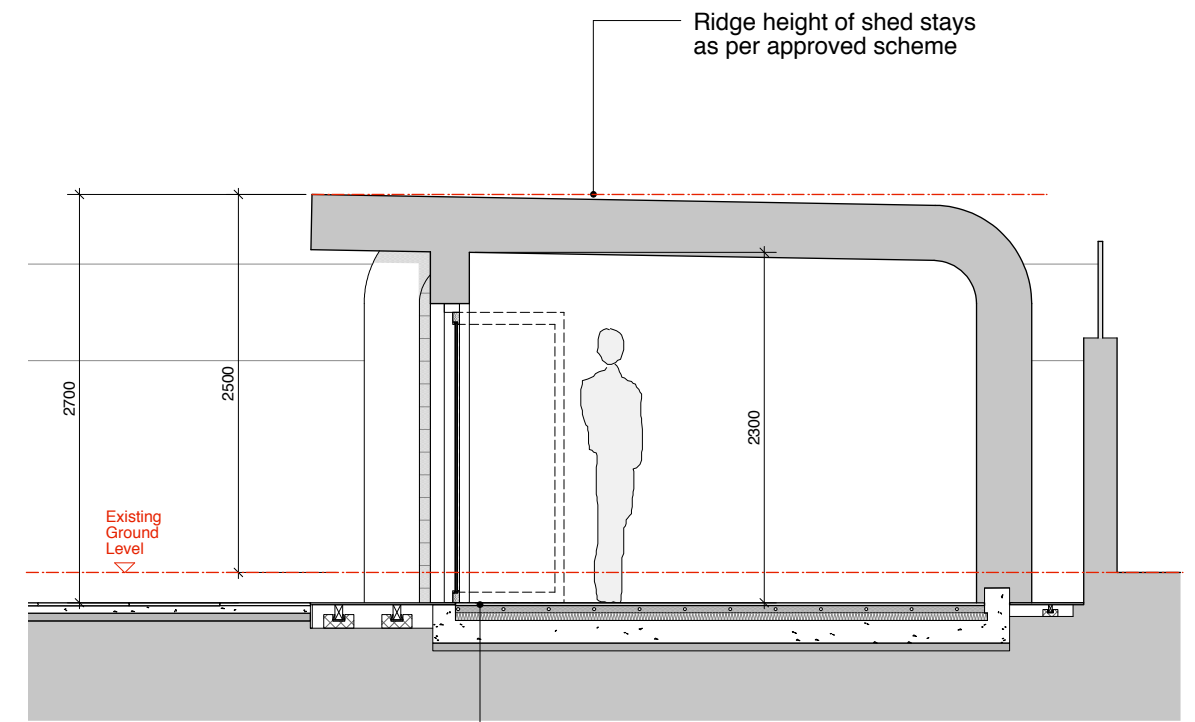 Ridge height of shed stays
as per approved scheme
2700
2500
2300
Existing
Ground
Level